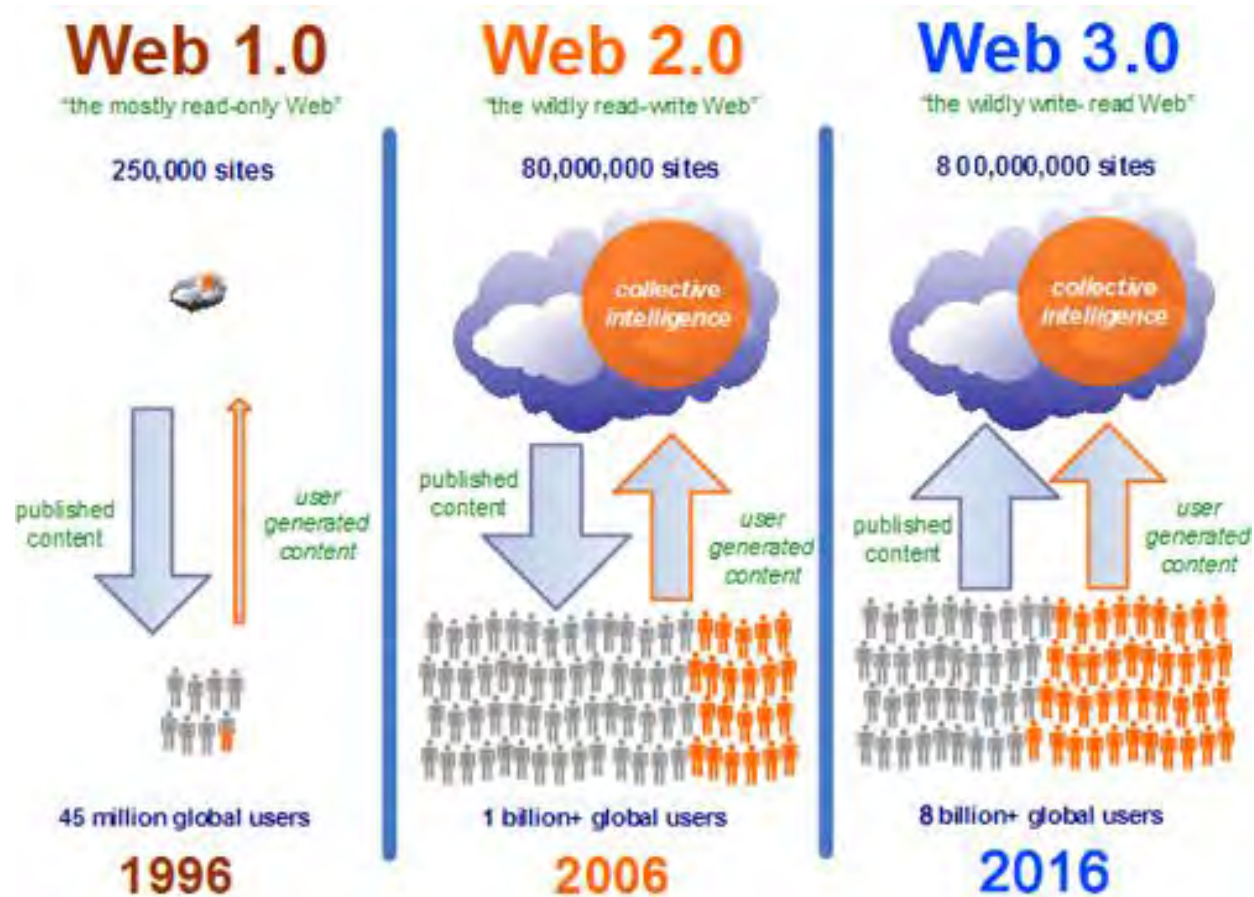 Web 1.0
"the mostly read-only Web"
250,000 sites
published
content
user
generated
content
45 million global users
1996
Web 2.0
"the wildly read-write Web"
80,000,000 sites
collective
intelligence
published
content
user
generated
content
1 billion+ global users
2006
Web 3.0
"the wildly write- read Web"
800,000,000 sites
collective
intelligence
published
content
user
generated
content
8 billion+ global users
2016